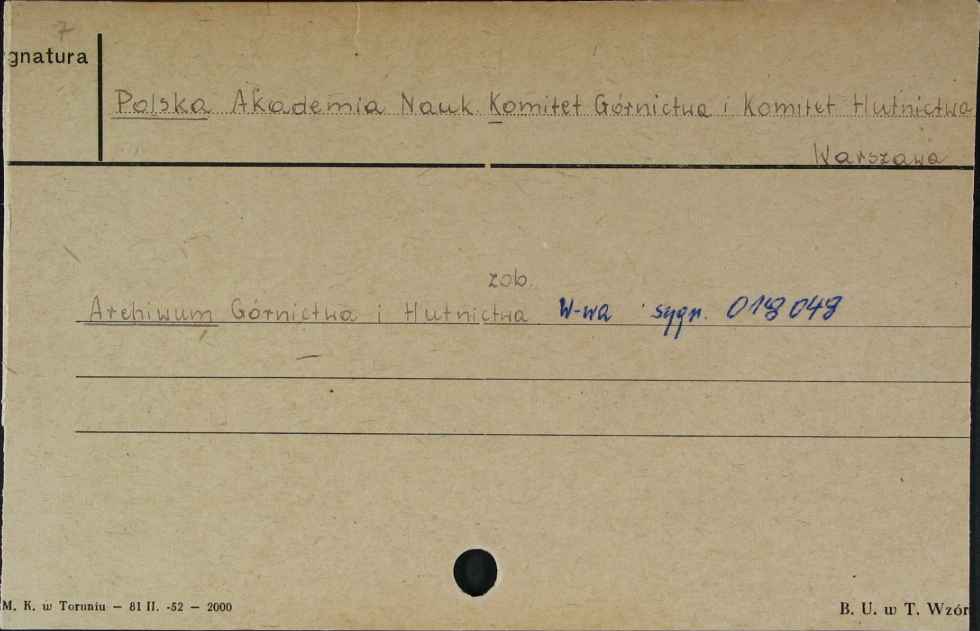 7
gnatura
Polska Akademia Nauk Komitet Górnictwa i Komitet Hutnictwa
Warszawa
zob.
Archiwum Górnictwa i Hutnictwa W-wa sygn. 018048
M. K. w Toruniu — 81 II. -52 — 2000
B. U. w T. Wzór